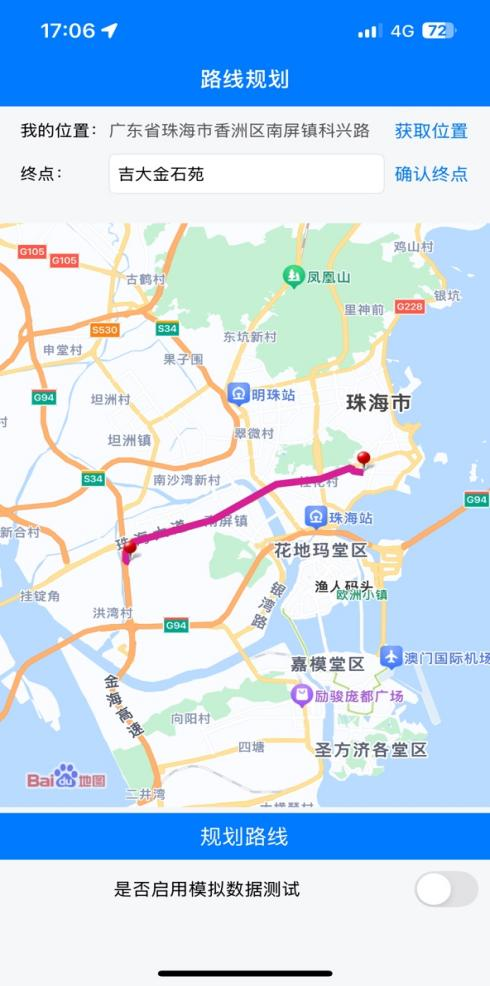 17:06
4G 72
路线规划
我的位置: 广东省珠海市香洲区南屏镇科兴路 获取位置
终点: 吉大金石苑 确认终点
鸡山村
G105
G105
凤凰山
古鹤村
银坑
里神前
G228
S530
S34
东坑新村
申堂村
果子围
G94
坦洲村
明珠站
珠海市
坦洲镇
翠微村
S34
南沙湾新村
桂花村
G94
南屏镇
珠海站
新合村
珠海大道
花地玛堂区
挂锭角
银湾路
渔人码头
欧洲小镇
洪湾村
G94
嘉模堂区
澳门国际机场
金海高速
励骏庞都广场
向阳村
四塘
圣方济各堂区
Bai du 地图
二井湾
规划路线
是否启用模拟数据测试